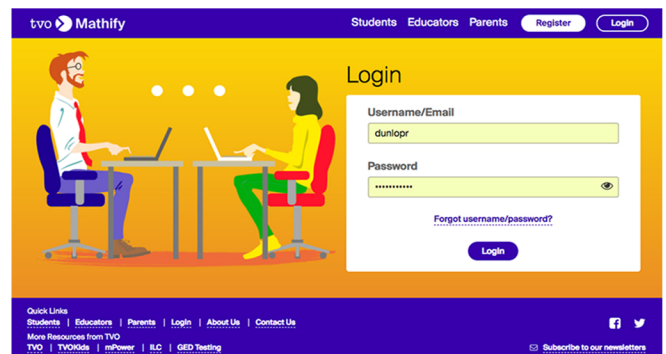 tvo Mathify Students Educators Parents Register Login
Login
Username/Email
dunlopr
Password
•••••••••••
Forgot username/password?
Login
Quick Links
Students | Educators | Parents | Login | About Us | Contact Us
More Resources from TVO
TVO | TVOKids | mPower | ILC | GED Testing
Subscribe to our newsletters